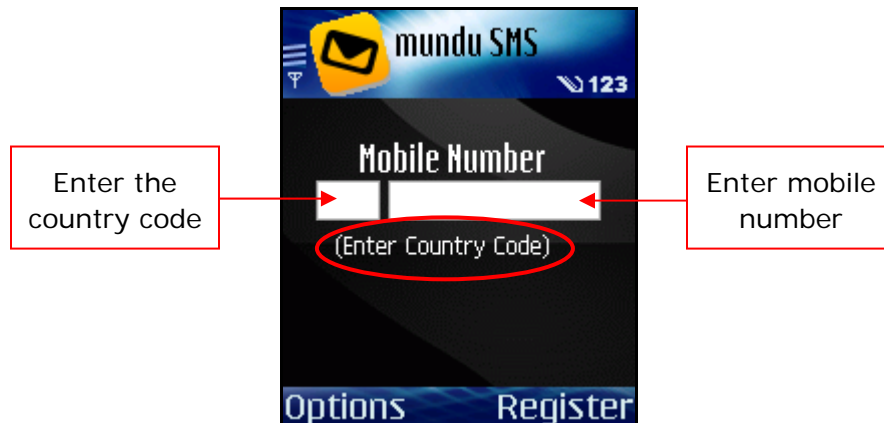 mundu SMS
123
Mobile Number
Enter the
country code
Enter mobile
number
(Enter Country Code)
Options Register